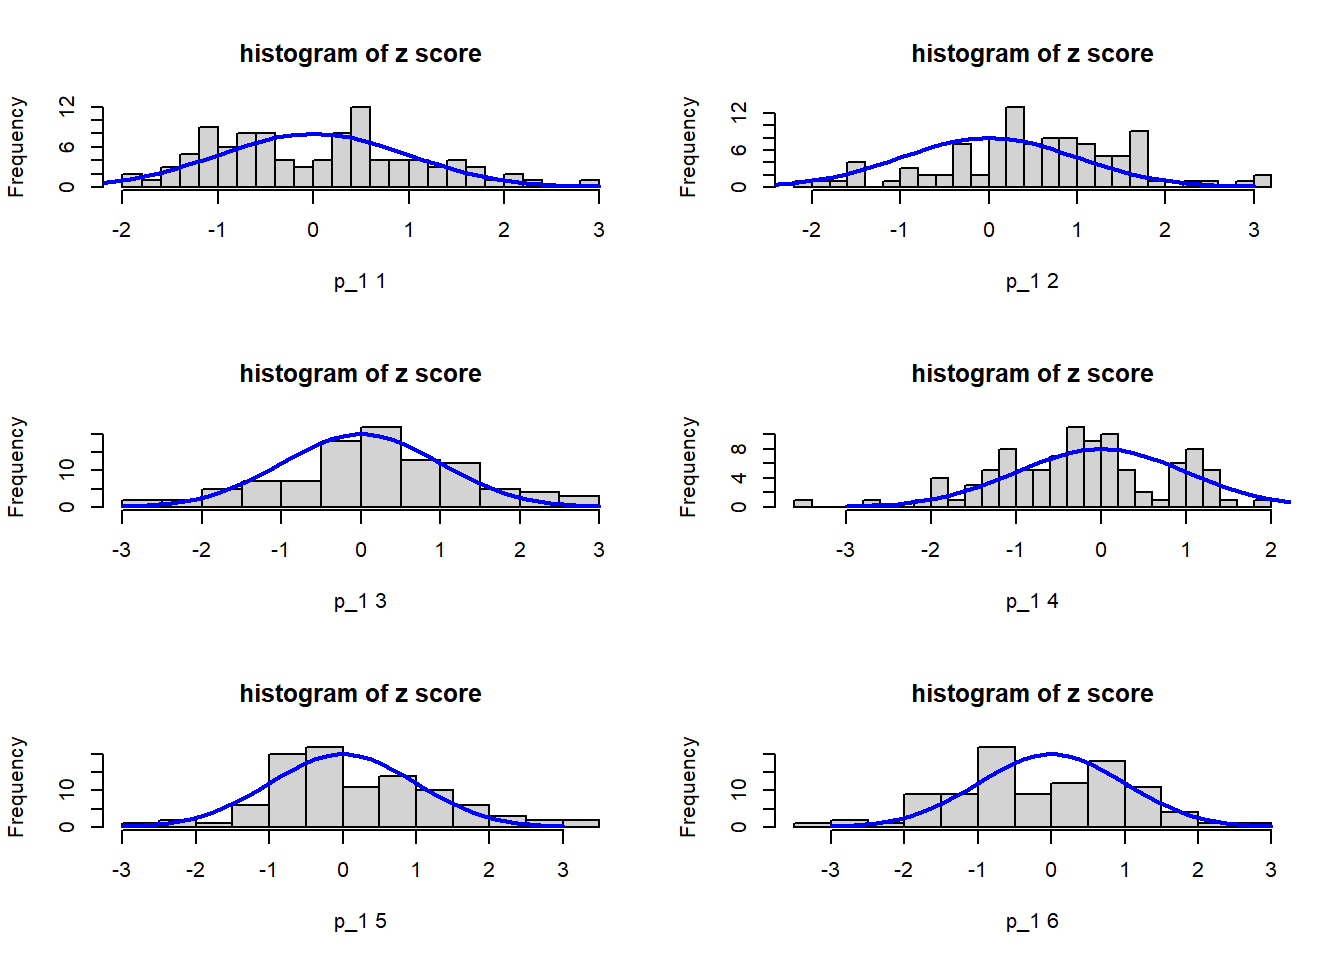 histogram of z score
Frequency
0 6 12
-2 -1 0 1 2 3
p_1 1
histogram of z score
Frequency
0 6 12
-2 -1 0 1 2 3
p_1 2
histogram of z score
Frequency
0 10
-3 -2 -1 0 1 2 3
p_1 3
histogram of z score
Frequency
0 4 8
-3 -2 -1 0 1 2
p_1 4
histogram of z score
Frequency
0 10
-3 -2 -1 0 1 2 3
p_1 5
histogram of z score
Frequency
0 10
-3 -2 -1 0 1 2 3
p_1 6